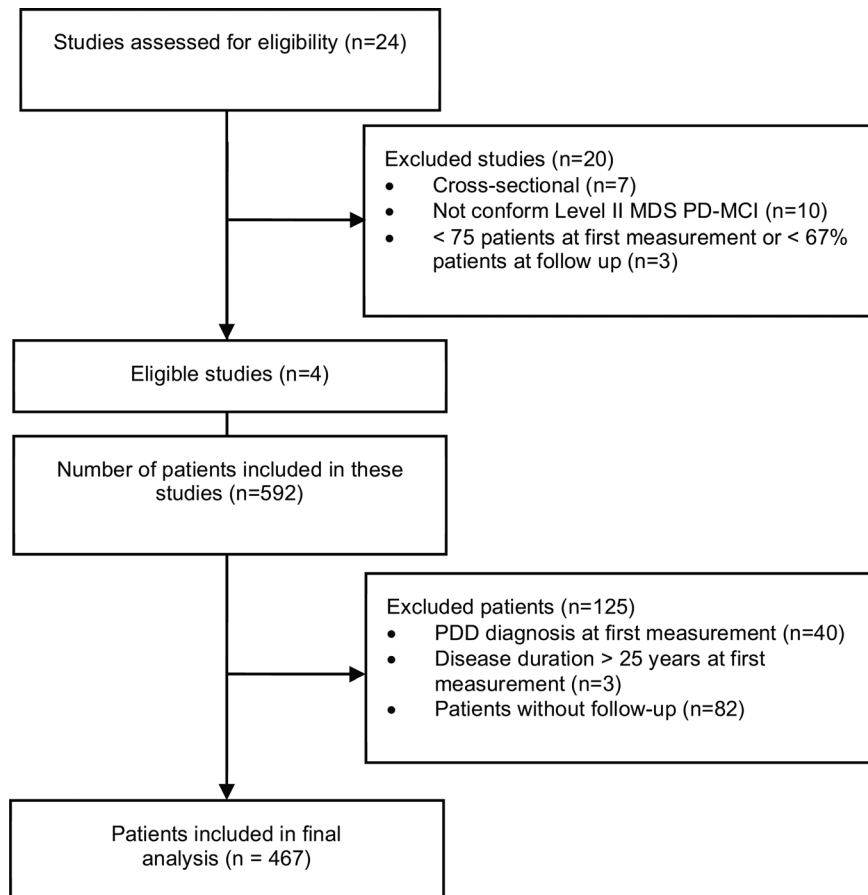 Studies assessed for eligibility (n=24)
Excluded studies (n=20)
• Cross-sectional (n=7)
• Not conform Level II MDS PD-MCI (n=10)
• < 75 patients at first measurement or < 67%
patients at follow up (n=3)
Eligible studies (n=4)
Number of patients included in these
studies (n=592)
Excluded patients (n=125)
• PDD diagnosis at first measurement (n=40)
• Disease duration > 25 years at first
measurement (n=3)
• Patients without follow-up (n=82)
Patients included in final
analysis (n = 467)